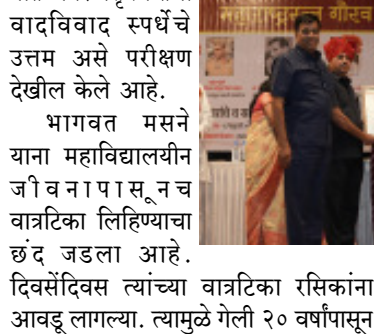 वादविवाद स्पर्धेचे
उत्तम असे परीक्षण
देखील केले आहे.
भागवत मसने
याना महाविद्यालयीन
जीवनापासूनच
वात्रटिका लिहिण्याचा
छंद जडला आहे.
दिवसेंदिवस त्यांच्या वात्रटिका रसिकांना
आवडू लागल्या. त्यामुळे गेली २० वर्षांपासून
गौरव